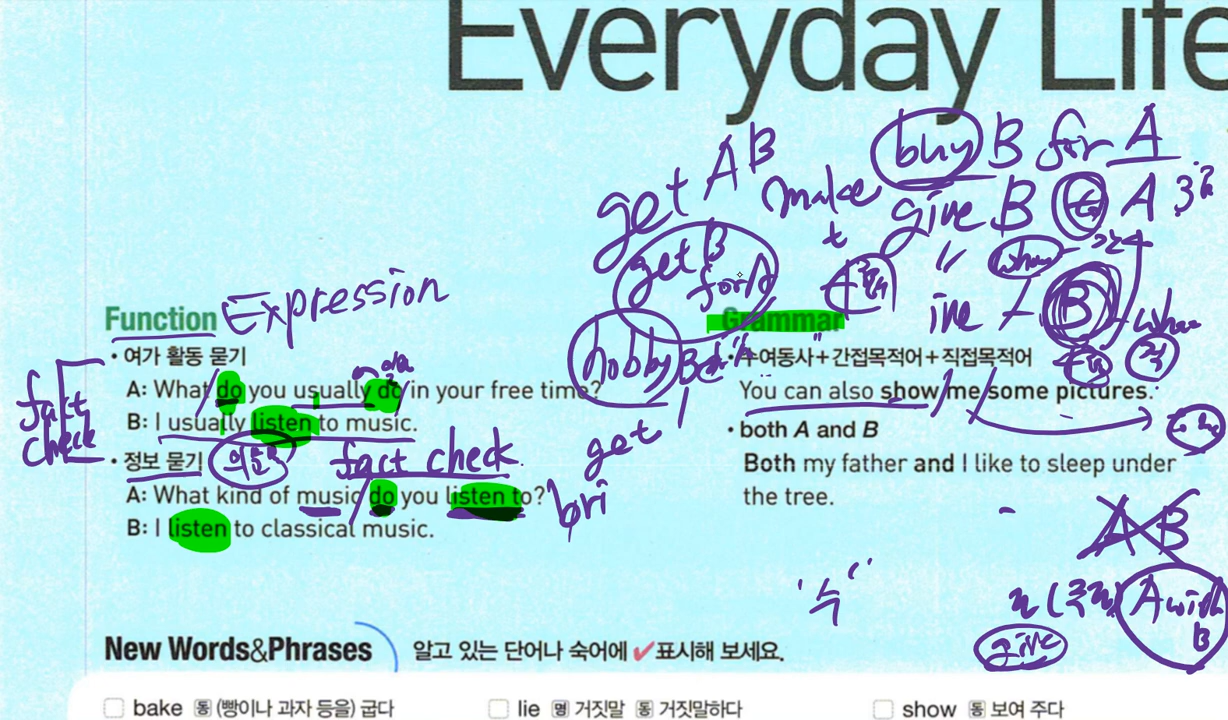 Everyday Life
buy B for A
get A B
make
give B to A
get B
for A
Function Expression
Grammar
hobby
• 여가 활동 묻기
수여동사+간접목적어+직접목적어
A: What do you usually do in your free time?
You can also show me some pictures.
fact
check
B: I usually listen to music.
• both A and B
get
• 정보 묻기
fact check
Both my father and I like to sleep under
A: What kind of music do you listen to?
the tree.
bri
B: I listen to classical music.
A B
수
A with
B
give
New Words&Phrases 알고 있는 단어나 숙어에 ✔표시해 보세요.
bake 동 (빵이나 과자 등을) 굽다
lie 명 거짓말 동 거짓말하다
show 동 보여 주다